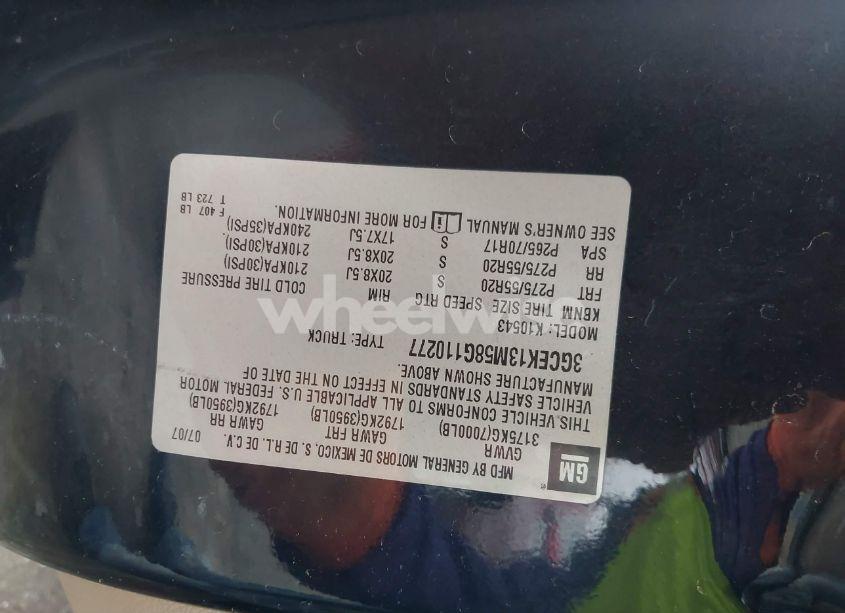 GM
MFD BY GENERAL MOTORS DE MEXICO. S. DE R.L. DE C.V. 07/07
GVWR GAWR FRT GAWR RR
3175KG(7000LB) 1792KG(3950LB) 1792KG(3950LB)
THIS VEHICLE CONFORMS TO ALL APPLICABLE U.S. FEDERAL MOTOR
VEHICLE SAFETY STANDARDS IN EFFECT ON THE DATE OF
MANUFACTURE SHOWN ABOVE.
3GCEK13M58G110277 TYPE: TRUCK
MODEL: K10543
KBNM TIRE SIZE SPEED RTG RIM COLD TIRE PRESSURE
FRT P275/55R20 S 20X8.5J 210KPA(30PSI)
RR P275/55R20 S 20X8.5J 210KPA(30PSI)
SPA P265/70R17 S 17X7.5J 240KPA(35PSI)
SEE OWNER'S MANUAL FOR MORE INFORMATION.
F 407 LB
T 723 LB